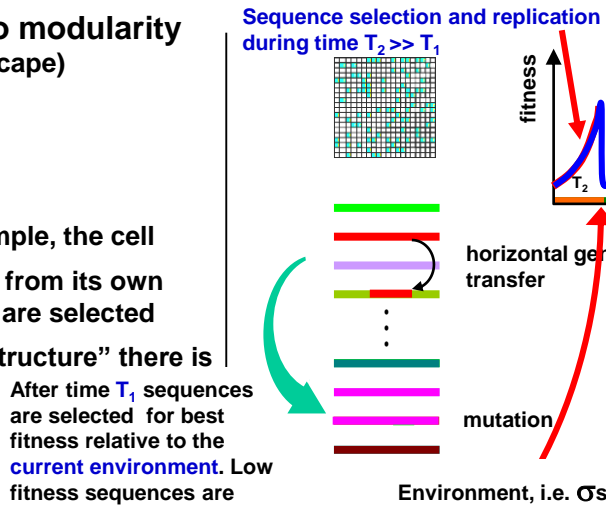 o modularity
cape)
mple, the cell
from its own
are selected
structure” there is
After time T1 sequences
are selected for best
fitness relative to the
current environment. Low
fitness sequences are
Sequence selection and replication
during time T2 >> T1
fitness
T2
horizontal gen
transfer
mutation
Environment, i.e. σs